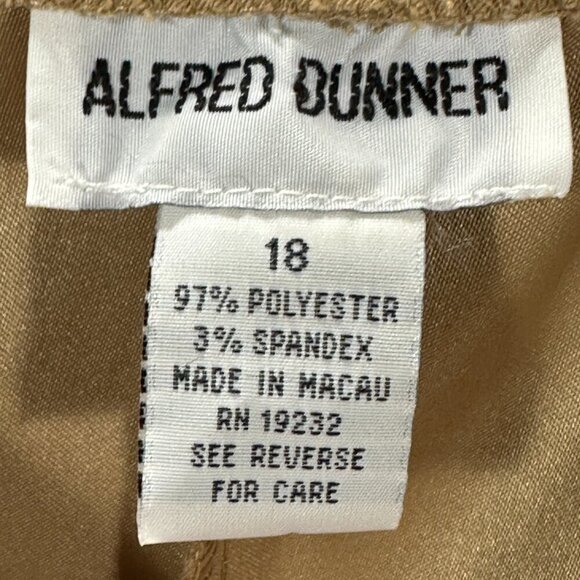 ALFRED DUNNER
18
97% POLYESTER
3% SPANDEX
MADE IN MACAU
RN 19232
SEE REVERSE
FOR CARE